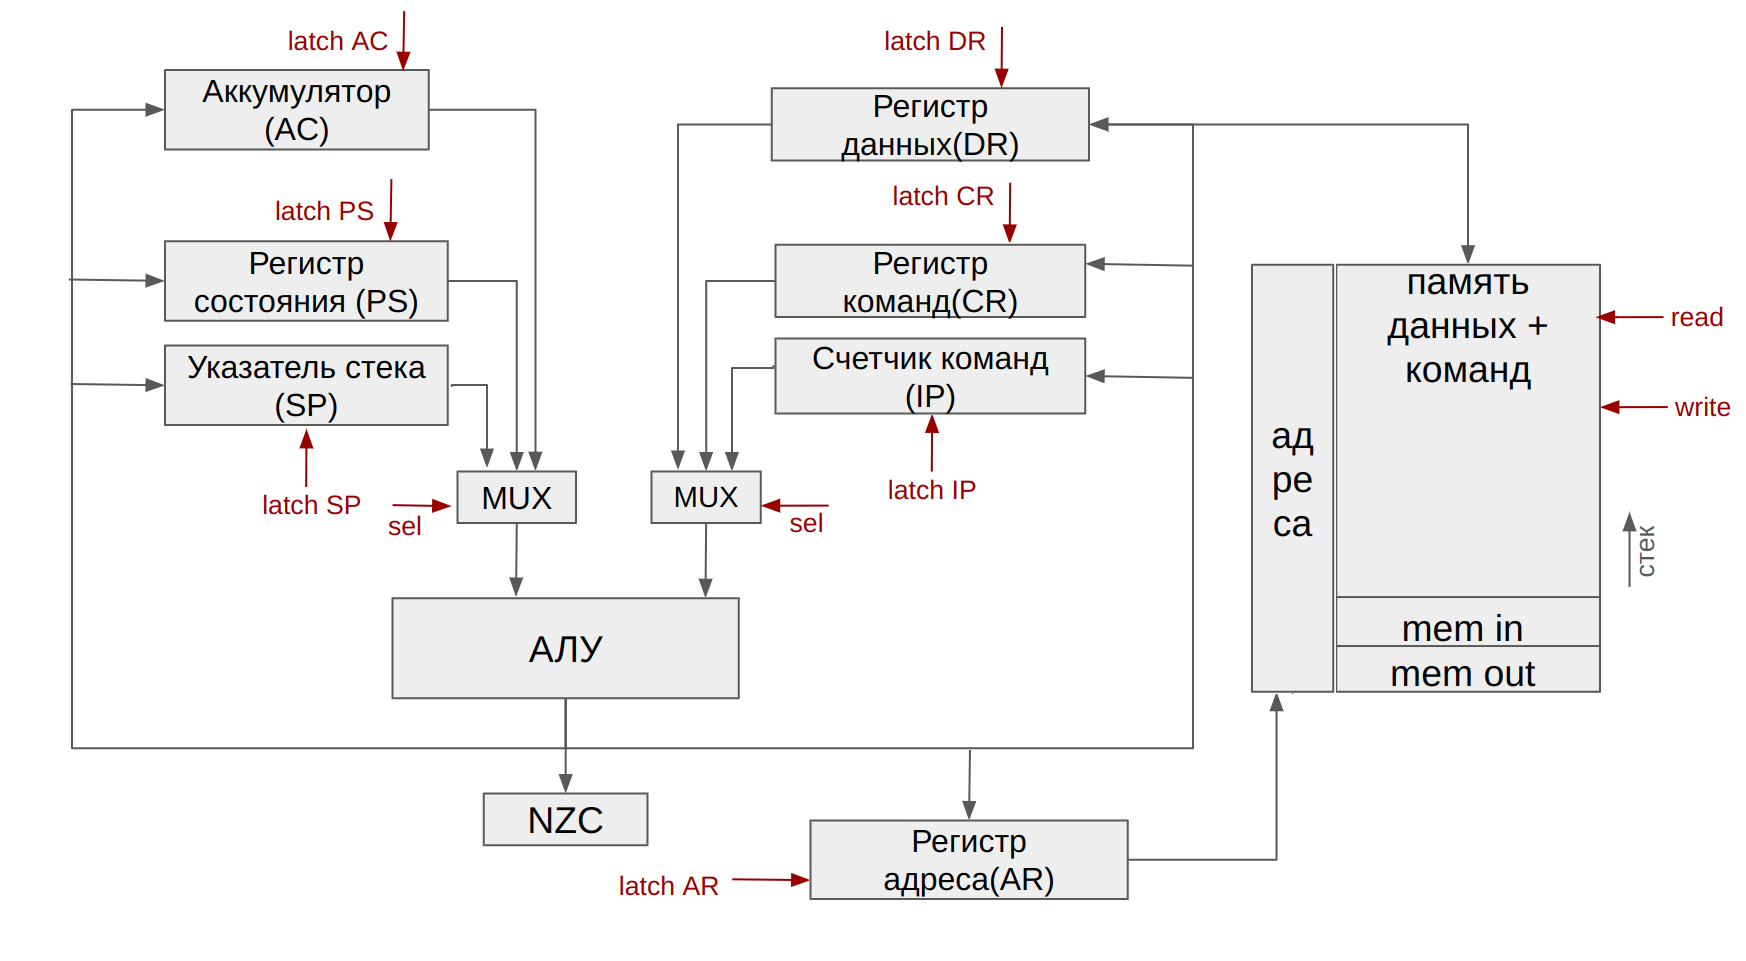 latch AC
Аккумулятор
(AC)
latch DR
Регистр
данных(DR)
latch PS
Регистр
состояния (PS)
latch CR
Регистр
команд(CR)
Указатель стека
(SP)
Счетчик команд
(IP)
latch SP
sel
MUX
MUX
sel
latch IP
АЛУ
NZC
latch AR
Регистр
адреса(AR)
ад
ре
са
память
данных +
команд
read
write
стек
mem in
mem out